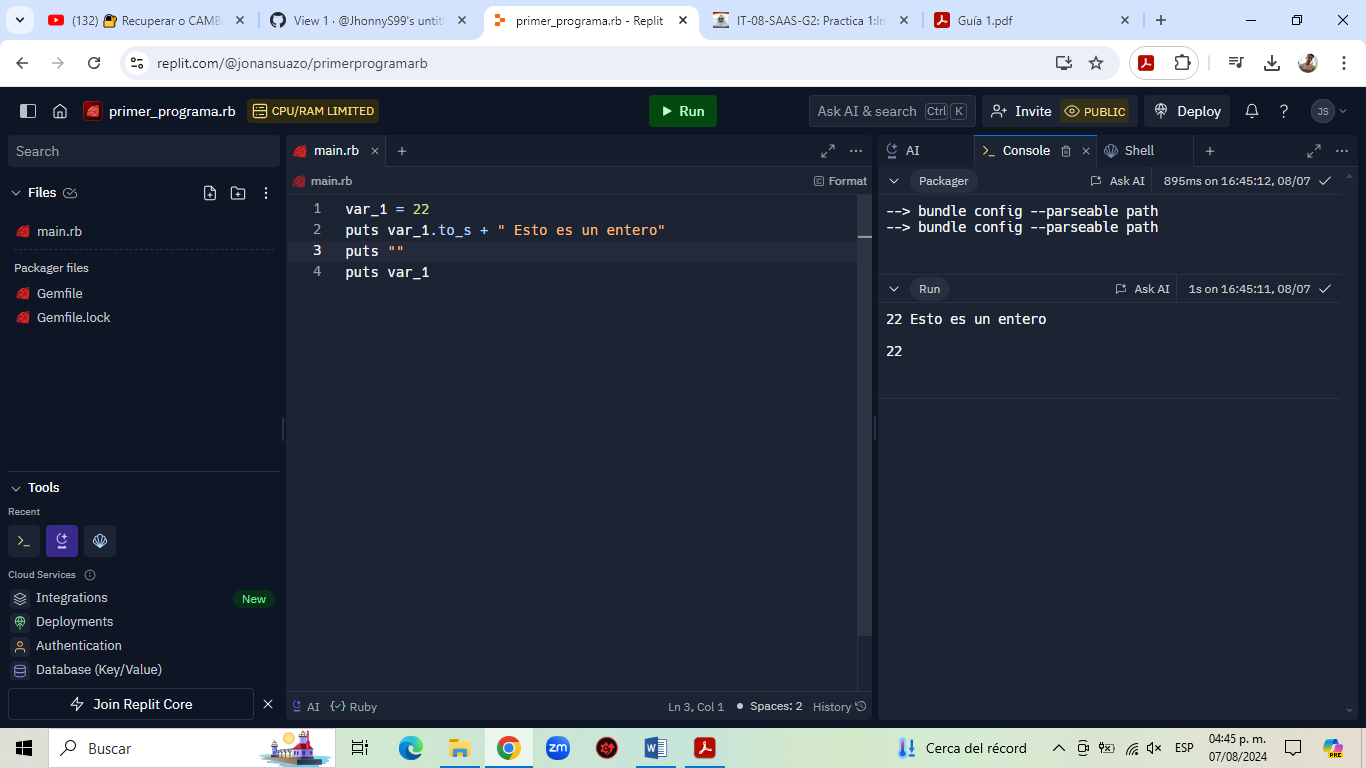 (132) 🔐 Recuperar o CAMB
View 1 · @JhonnyS99's untit
primer_programa.rb - Replit
IT-08-SAAS-G2: Practica 1:In
Guía 1.pdf
replit.com/@jonansuazo/primerprogramarb
primer_programa.rb
CPU/RAM LIMITED
Run
Ask AI & search Ctrl K
Invite
PUBLIC
Deploy
JS
Search
Files
main.rb
Packager files
Gemfile
Gemfile.lock
Tools
Recent
Cloud Services
Integrations
New
Deployments
Authentication
Database (Key/Value)
Join Replit Core
main.rb
main.rb
Format
1 var_1 = 22
2 puts var_1.to_s + " Esto es un entero"
3 puts ""
4 puts var_1
AI
Ruby
Ln 3, Col 1
Spaces: 2
History
AI
Console
Shell
Packager
Ask AI
895ms on 16:45:12, 08/07
--> bundle config --parseable path
--> bundle config --parseable path
Run
Ask AI
1s on 16:45:11, 08/07
22 Esto es un entero
22
Buscar
zm
Cerca del récord
ESP
04:45 p. m.
07/08/2024
PRE